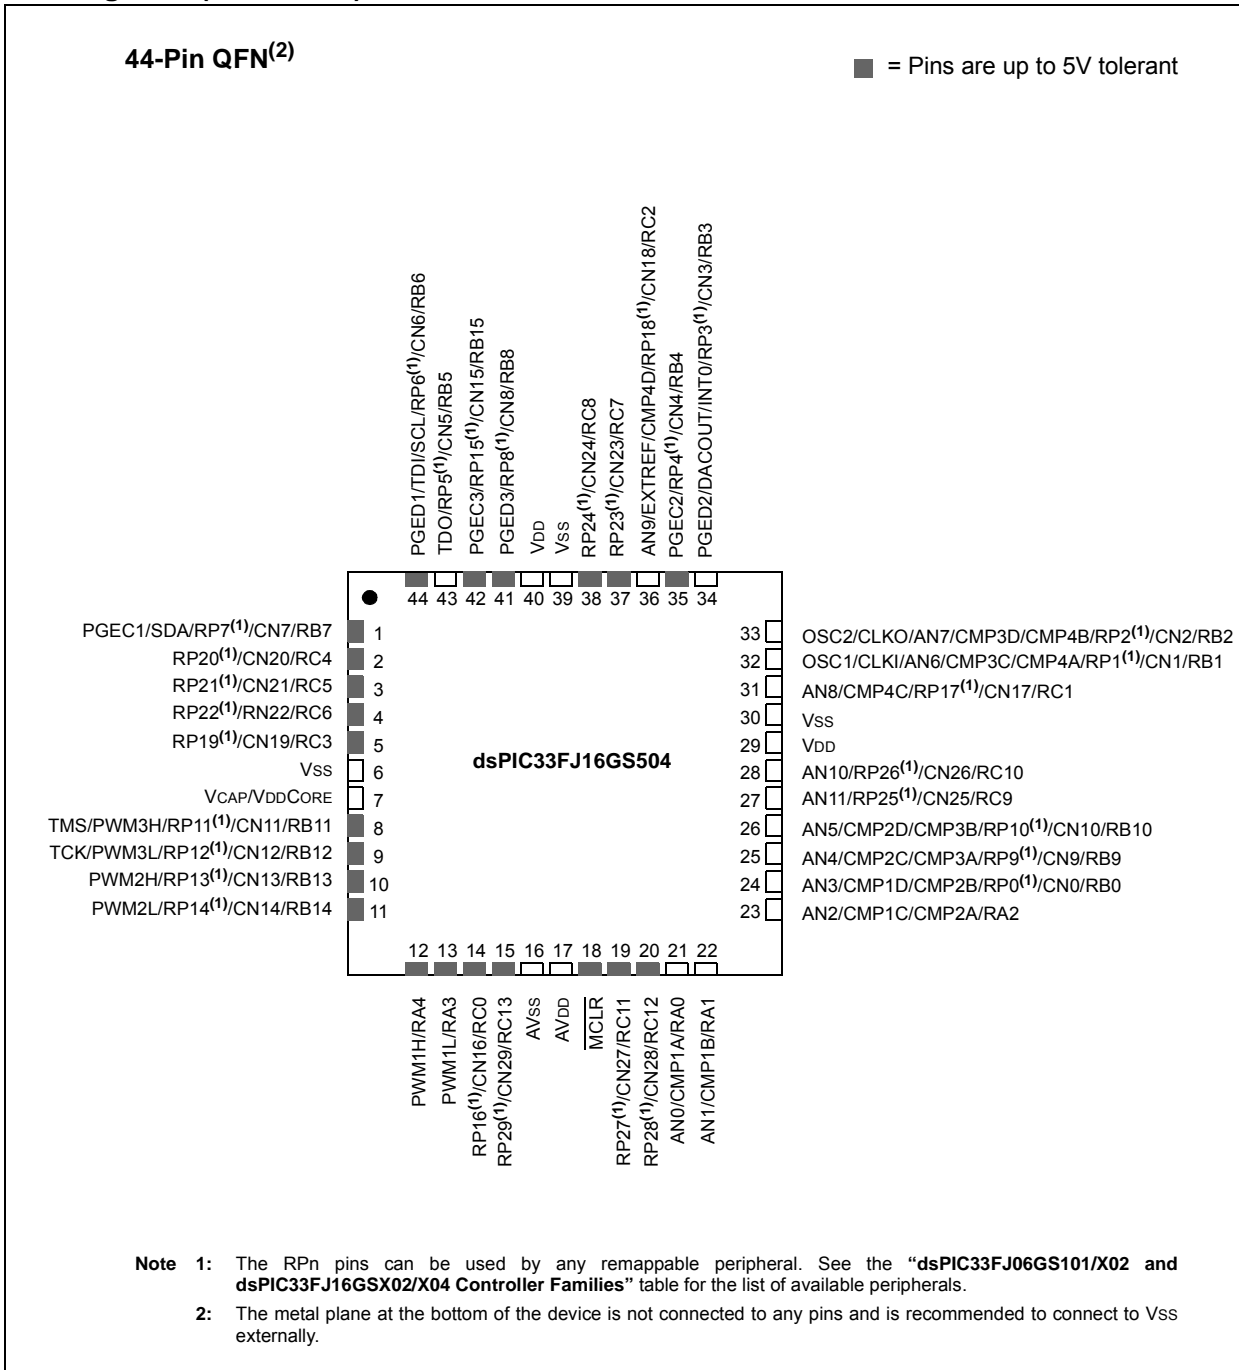 44-Pin QFN(2)
= Pins are up to 5V tolerant
PGED1/TDI/SCL/RP6(1)/CN6/RB6
TDO/RP5(1)/CN5/RB5
PGEC3/RP15(1)/CN15/RB15
PGED3/RP8(1)/CN8/RB8
VDD
VSS
RP24(1)/CN24/RC8
RP23(1)/CN23/RC7
AN9/EXTREF/CMP4D/RP18(1)/CN18/RC2
PGEC2/RP4(1)/CN4/RB4
PGED2/DACOUT/INT0/RP3(1)/CN3/RB3
44 43 42 41 40 39 38 37 36 35 34
PGEC1/SDA/RP7(1)/CN7/RB7 1
RP20(1)/CN20/RC4 2
RP21(1)/CN21/RC5 3
RP22(1)/RN22/RC6 4
RP19(1)/CN19/RC3 5
VSS 6
VCAP/VDDCORE 7
TMS/PWM3H/RP11(1)/CN11/RB11 8
TCK/PWM3L/RP12(1)/CN12/RB12 9
PWM2H/RP13(1)/CN13/RB13 10
PWM2L/RP14(1)/CN14/RB14 11
dsPIC33FJ16GS504
33 OSC2/CLKO/AN7/CMP3D/CMP4B/RP2(1)/CN2/RB2
32 OSC1/CLKI/AN6/CMP3C/CMP4A/RP1(1)/CN1/RB1
31 AN8/CMP4C/RP17(1)/CN17/RC1
30 VSS
29 VDD
28 AN10/RP26(1)/CN26/RC10
27 AN11/RP25(1)/CN25/RC9
26 AN5/CMP2D/CMP3B/RP10(1)/CN10/RB10
25 AN4/CMP2C/CMP3A/RP9(1)/CN9/RB9
24 AN3/CMP1D/CMP2B/RP0(1)/CN0/RB0
23 AN2/CMP1C/CMP2A/RA2
12 13 14 15 16 17 18 19 20 21 22
PWM1H/RA4
PWM1L/RA3
RP16(1)/CN16/RC0
RP29(1)/CN29/RC13
AVSS
AVDD
MCLR
RP27(1)/CN27/RC11
RP28(1)/CN28/RC12
AN0/CMP1A/RA0
AN1/CMP1B/RA1
Note 1: The RPn pins can be used by any remappable peripheral. See the “dsPIC33FJ06GS101/X02 and
dsPIC33FJ16GSX02/X04 Controller Families” table for the list of available peripherals.
2: The metal plane at the bottom of the device is not connected to any pins and is recommended to connect to VSS
externally.